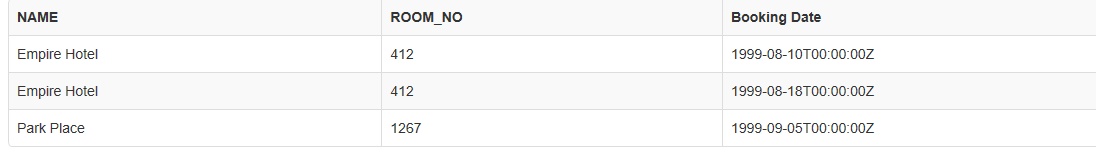 NAME ROOM_NO Booking Date
Empire Hotel 412 1999-08-10T00:00:00Z
Empire Hotel 412 1999-08-18T00:00:00Z
Park Place 1267 1999-09-05T00:00:00Z